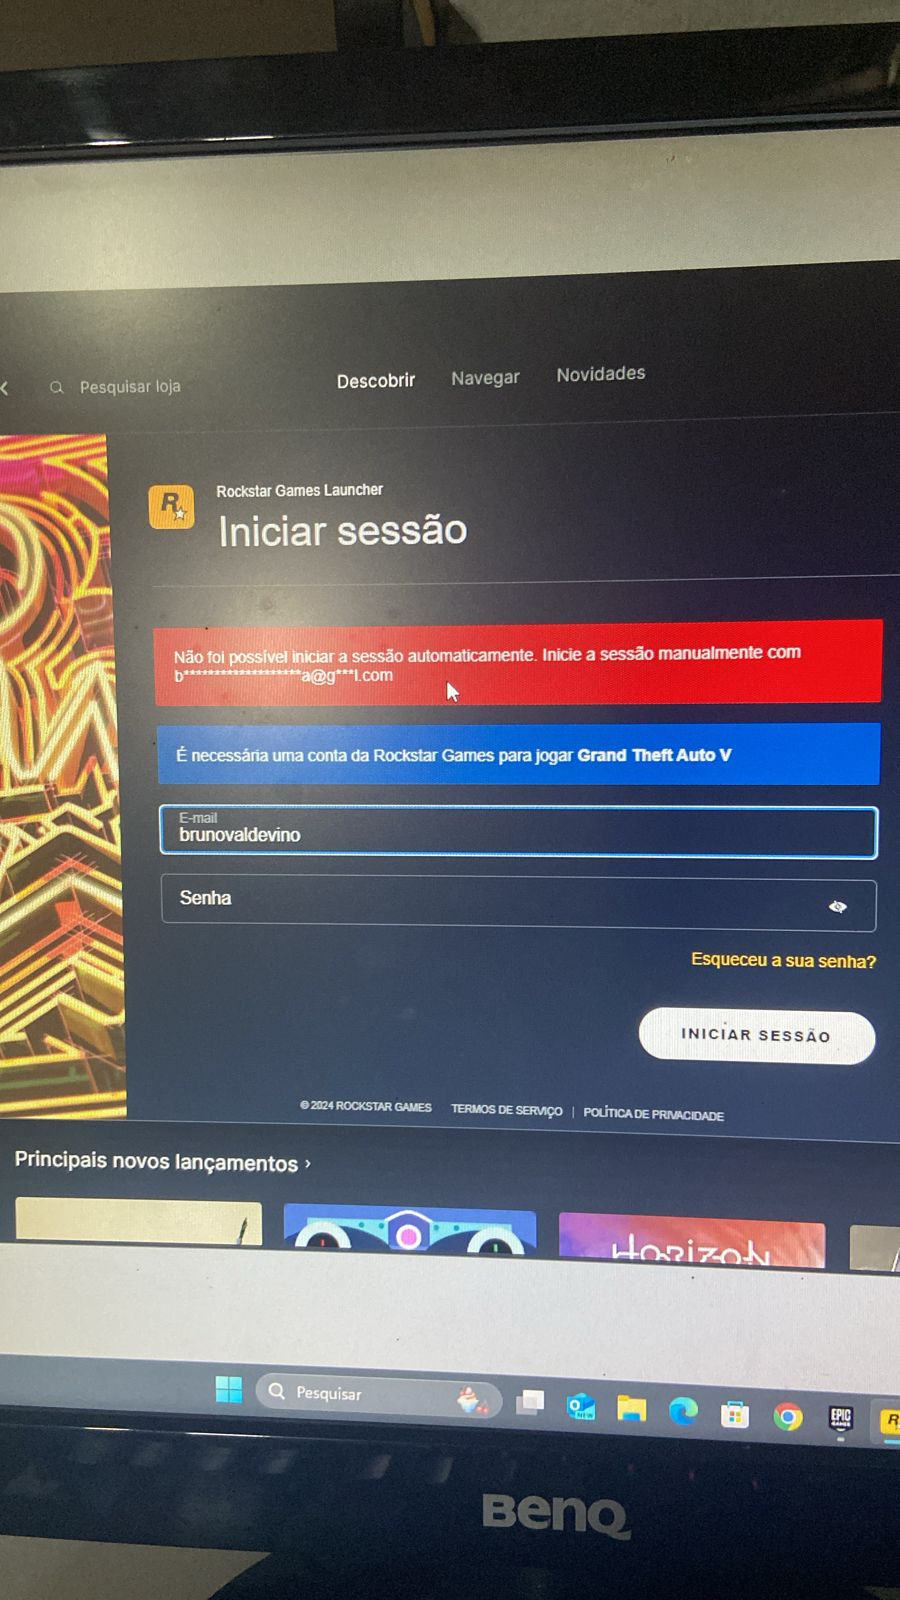 Pesquisar loja
Descobrir
Navegar
Novidades
Rockstar Games Launcher
Iniciar sessão
Não foi possível iniciar a sessão automaticamente. Inicie a sessão manualmente com
b*******************a@g***l.com
É necessária uma conta da Rockstar Games para jogar Grand Theft Auto V
E-mail
brunovaldevino
Senha
Esqueceu a sua senha?
INICIAR SESSÃO
© 2024 ROCKSTAR GAMES TERMOS DE SERVIÇO | POLÍTICA DE PRIVACIDADE
Principais novos lançamentos ›
HORIZON
Pesquisar
NEW
EPIC
GAMES
BenQ